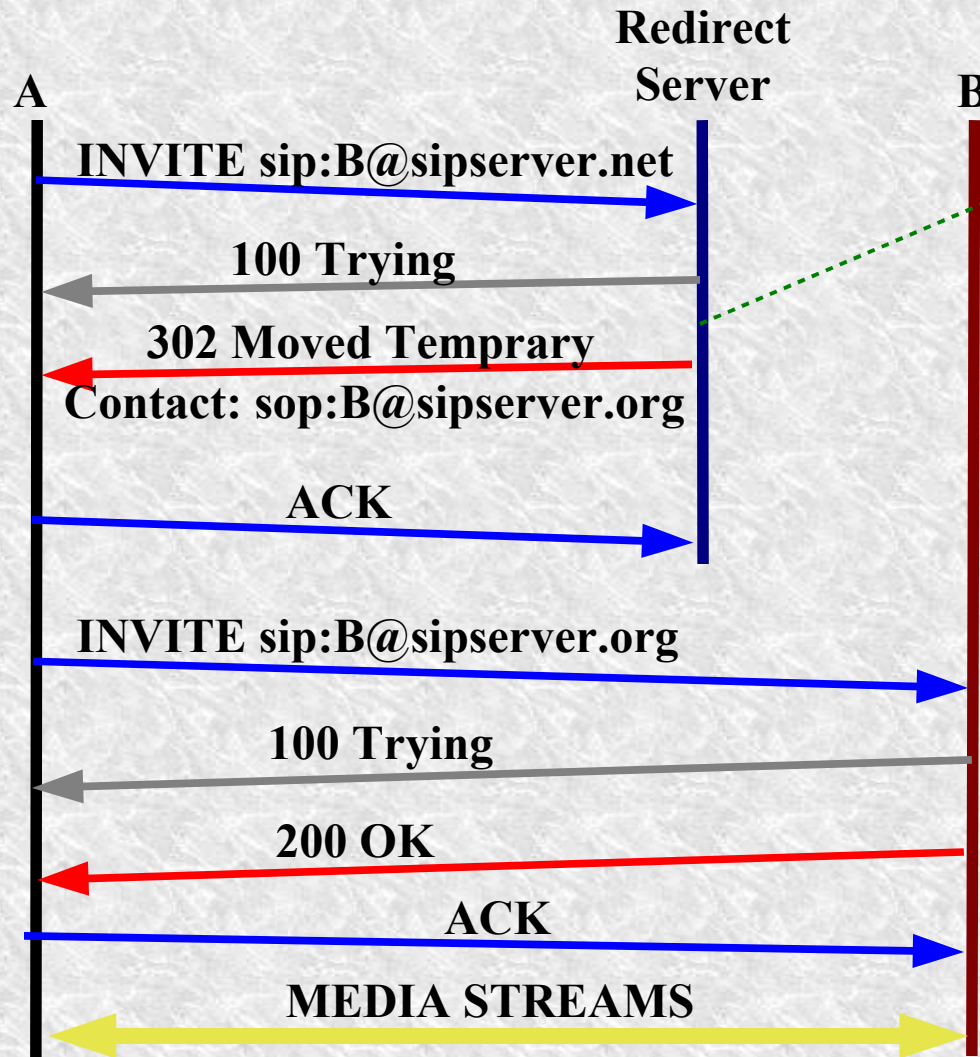 Redirect
Server
A
B
INVITE sip:B@sipserver.net
100 Trying
302 Moved Temprary
Contact: sop:B@sipserver.org
ACK
INVITE sip:B@sipserver.org
100 Trying
200 OK
ACK
MEDIA STREAMS